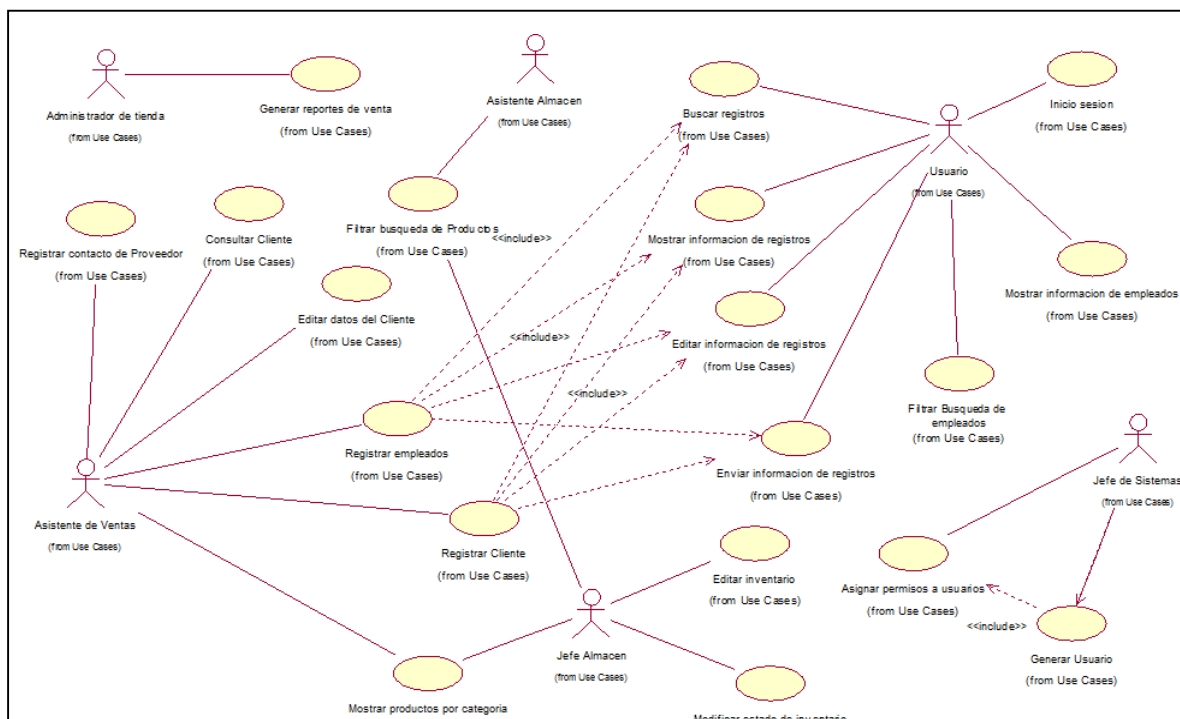 Administrador de tienda
(from Use Cases)
Generar reportes de venta
(from Use Cases)
Asistente Almacen
(from Use Cases)
Buscar registros
(from Use Cases)
Inicio sesion
(from Use Cases)
Usuario
(from Use Cases)
Registrar contacto de Proveedor
(from Use Cases)
Consultar Cliente
(from Use Cases)
Filtrar busqueda de Productos
(from Use Cases)
<<include>>
Mostrar informacion de registros
(from Use Cases)
Mostrar informacion de empleados
(from Use Cases)
Editar datos del Cliente
(from Use Cases)
<<include>>
Editar informacion de registros
(from Use Cases)
<<include>>
Filtrar Busqueda de
empleados
(from Use Cases)
Registrar empleados
(from Use Cases)
Enviar informacion de registros
(from Use Cases)
Jefe de Sistemas
(from Use Cases)
Asistente de Ventas
(from Use Cases)
Registrar Cliente
(from Use Cases)
Editar inventario
(from Use Cases)
Asignar permisos a usuarios
(from Use Cases)
<<include>>
Generar Usuario
(from Use Cases)
Jefe Almacen
(from Use Cases)
Mostrar productos por categoria
Modificar estado de inventario